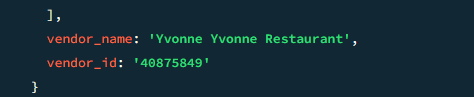 ],
vendor_name: 'Yvonne Yvonne Restaurant',
vendor_id: '40875849'
}